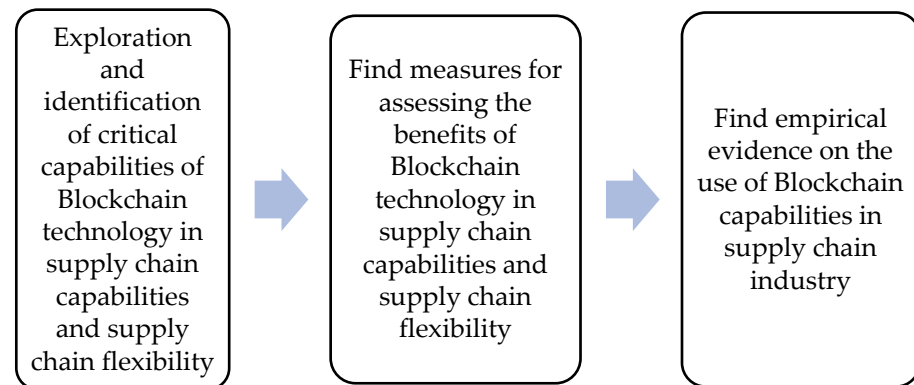 Exploration
and
identification
of critical
capabilities of
Blockchain
technology in
supply chain
capabilities
and supply
chain flexibility
Find measures for
assessing the
benefits of
Blockchain
technology in
supply chain
capabilities and
supply chain
flexibility
Find empirical
evidence on the
use of Blockchain
capabilities in
supply chain
industry